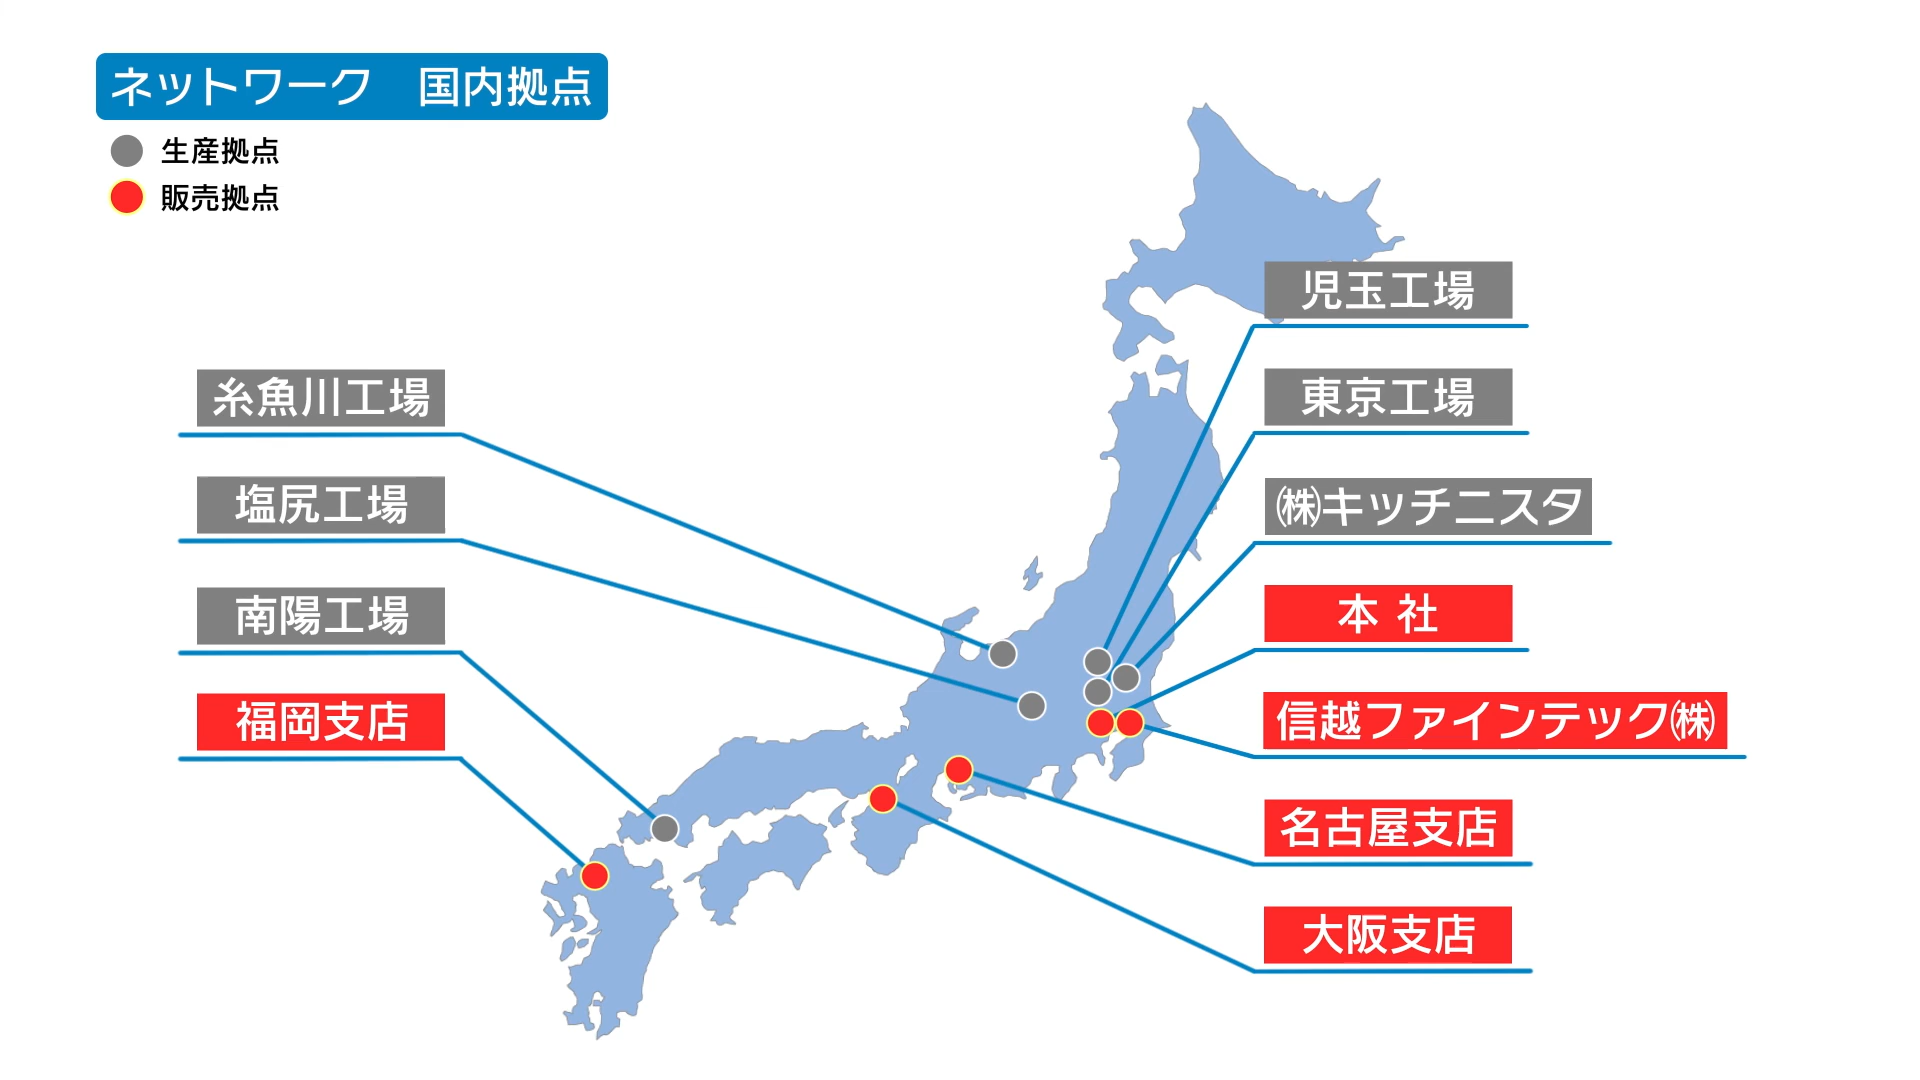 ネットワーク　国内拠点
生産拠点
販売拠点
糸魚川工場
塩尻工場
南陽工場
福岡支店
児玉工場
東京工場
㈱キッチニスタ
本 社
信越ファインテック㈱
名古屋支店
大阪支店